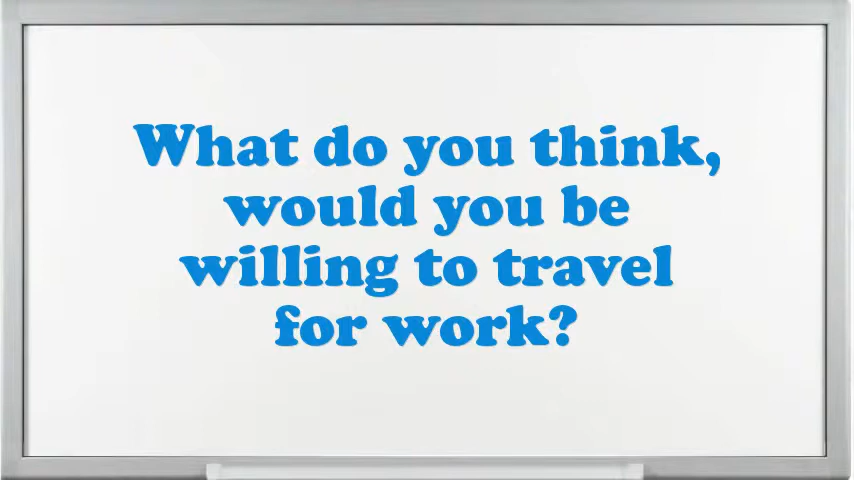 What do you think,
would you be
willing to travel
for work?